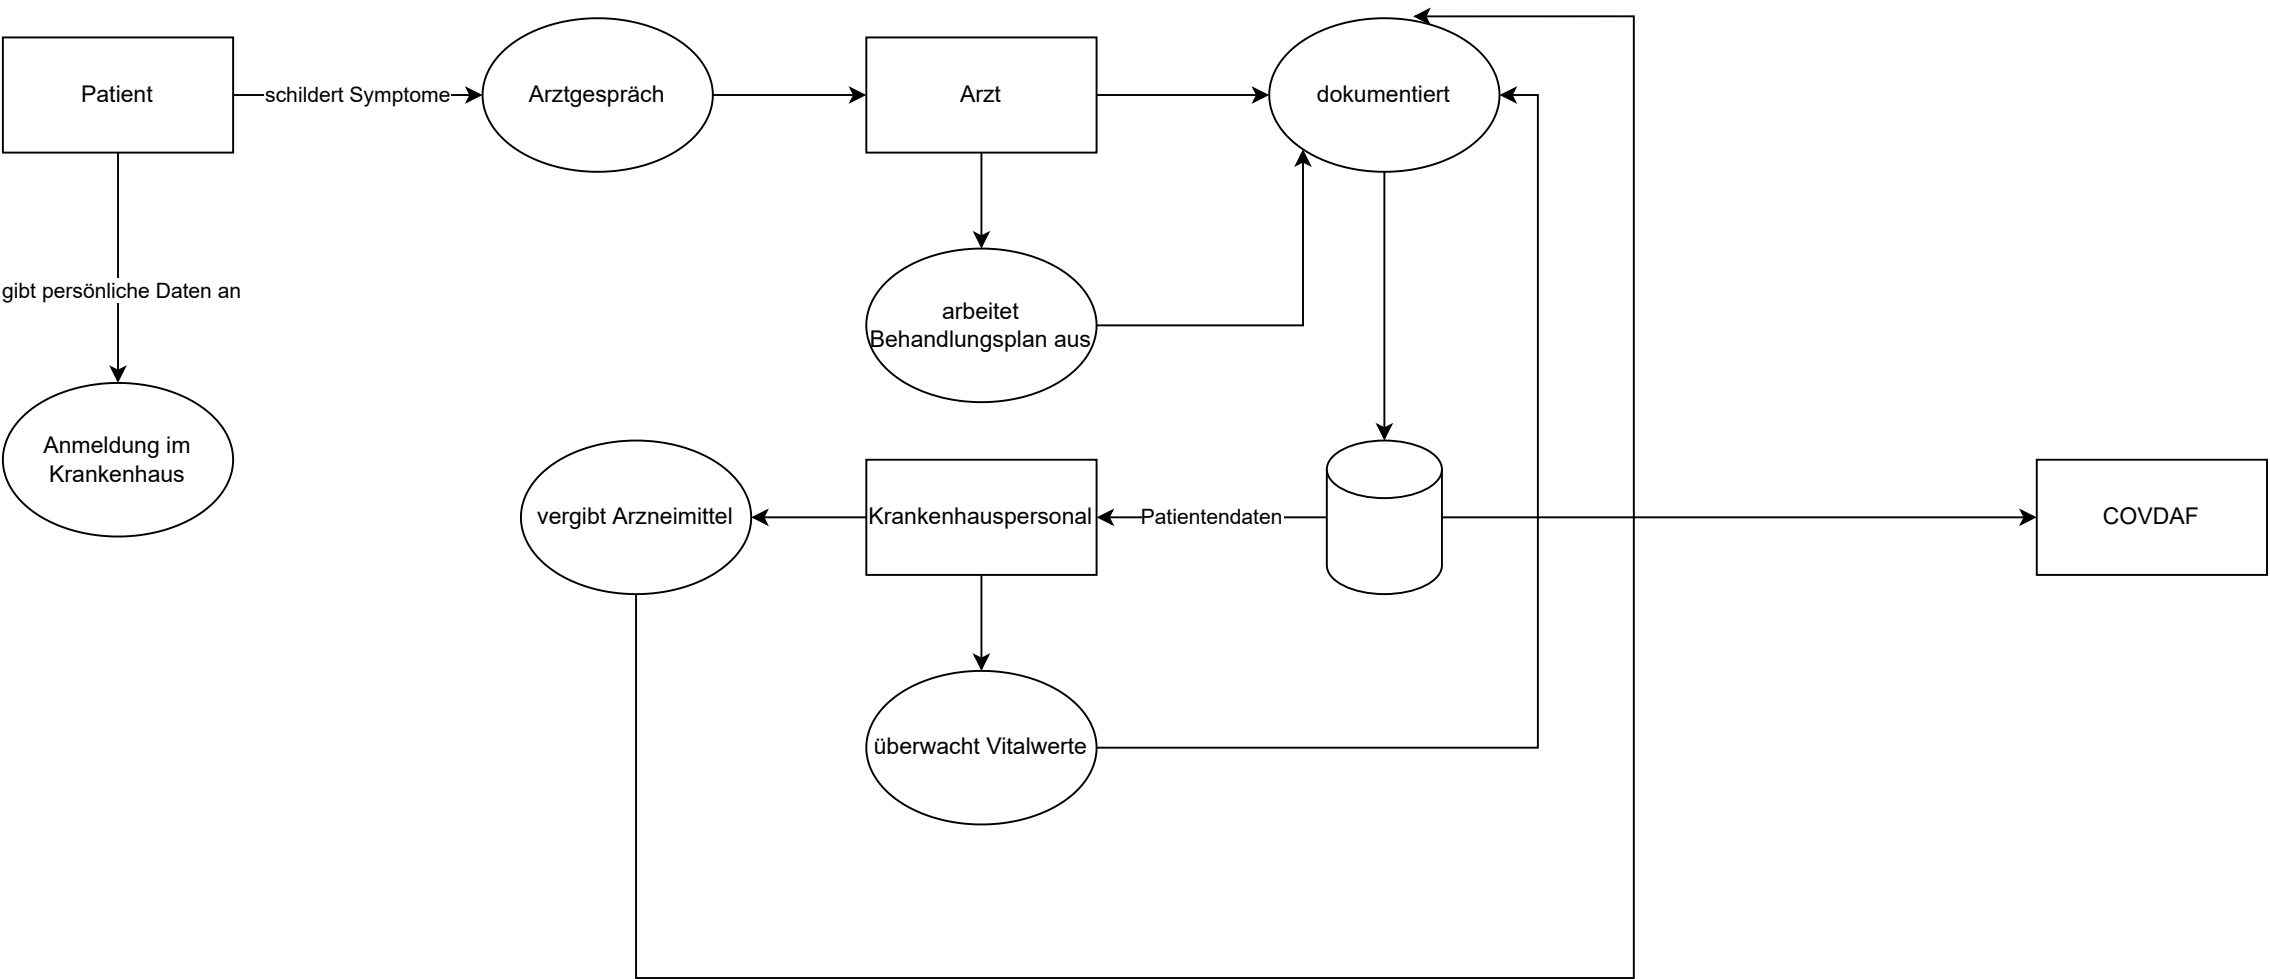 Patient
schildert Symptome
Arztgespräch
Arzt
dokumentiert
gibt persönliche Daten an
arbeitet
Behandlungsplan aus
Anmeldung im
Krankenhaus
vergibt Arzneimittel
Krankenhauspersonal
Patientendaten
COVDAF
überwacht Vitalwerte